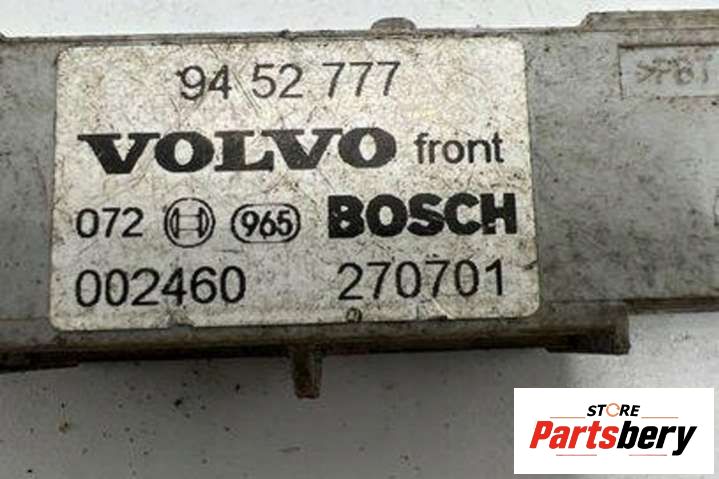 94 52 777
VOLVO front
072 965 BOSCH
002460 270701
STORE
Partsbery